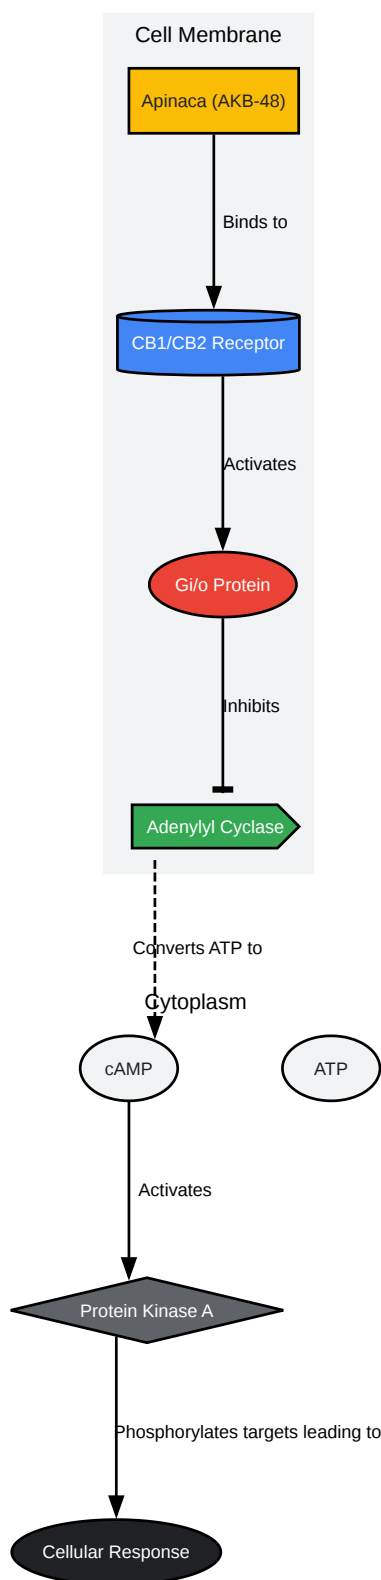 Cell Membrane
Apinaca (AKB-48)
Binds to
CB1/CB2 Receptor
Activates
Gi/o Protein
Inhibits
Adenylyl Cyclase
Converts ATP to
Cytoplasm
cAMP
ATP
Activates
Protein Kinase A
Phosphorylates targets leading to
Cellular Response